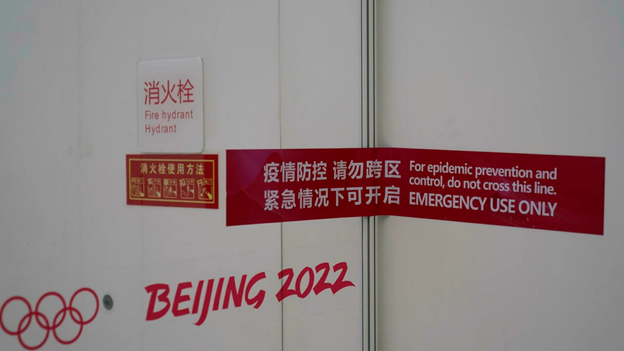 消火栓
Fire hydrant
Hydrant
消火栓使用方法
疫情防控 请勿跨区
紧急情况下可开启
For epidemic prevention and
control, do not cross this line.
EMERGENCY USE ONLY
BEIJING 2022